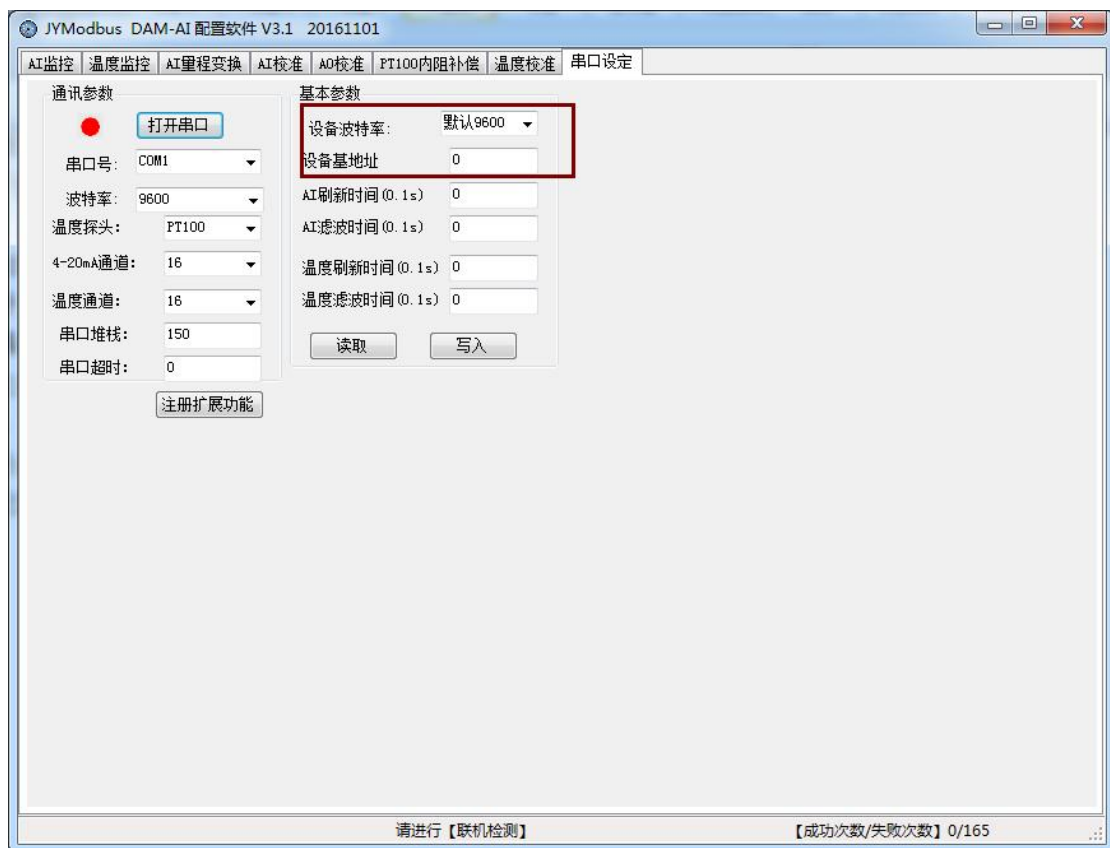 JYModbus DAM-AI 配置软件 V3.1 20161101
AI监控 温度监控 AI里程变换 AI校准 AO校准 PT100内阻补偿 温度校准 串口设定
通讯参数
打开串口
串口号: COM1
波特率: 9600
温度探头: PT100
4-20mA通道: 16
温度通道: 16
串口堆栈: 150
串口超时: 0
注册扩展功能
基本参数
设备波特率: 默认9600
设备基地址 0
AI刷新时间(0.1s) 0
AI滤波时间(0.1s) 0
温度刷新时间(0.1s) 0
温度滤波时间(0.1s) 0
读取 写入
请进行【联机检测】 【成功次数/失败次数】0/165